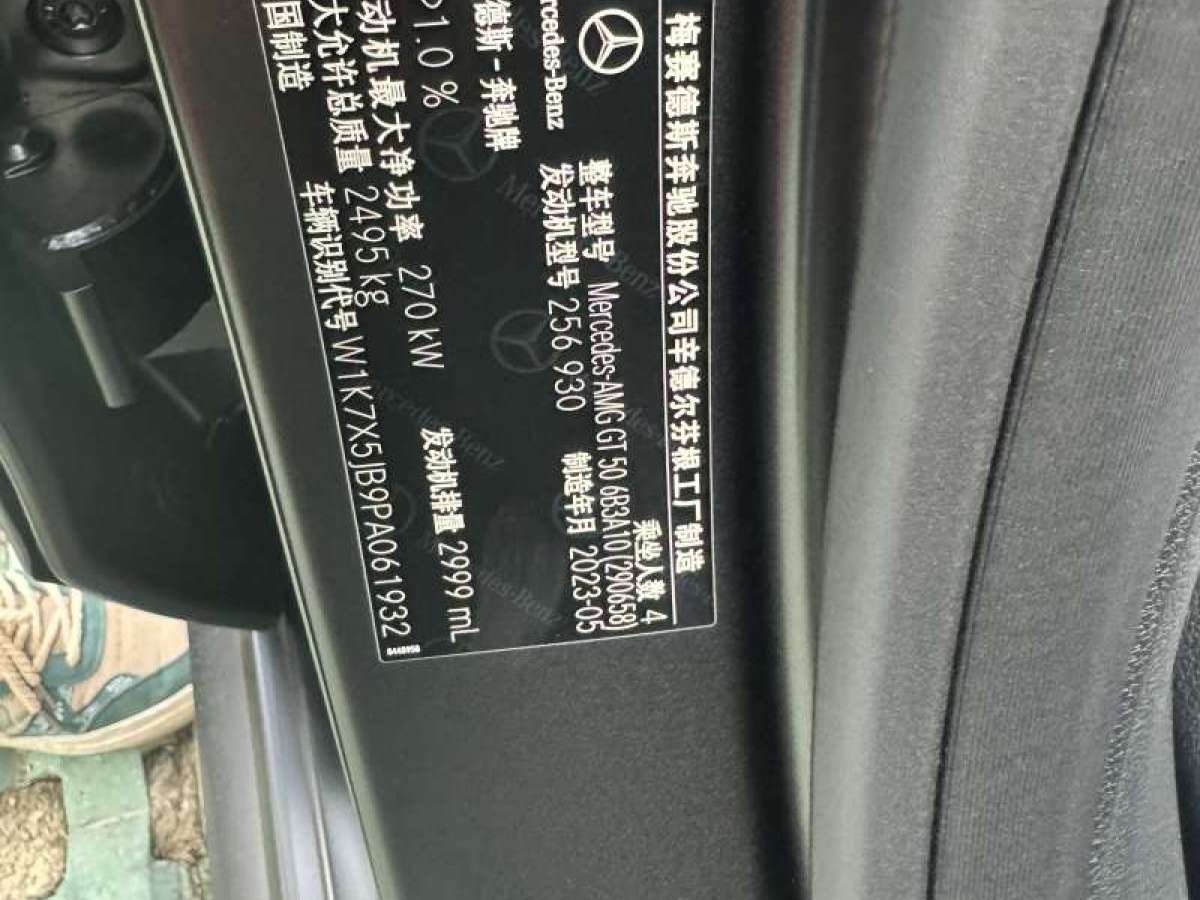 梅赛德斯奔驰股份公司辛德尔芬根工厂制造
乘坐人数 4
整车型号 Mercedes-AMG GT 50 6B3A10 (290658)
发动机型号 256 930
制造年月 2023-05
rcedes-Benz
德斯-奔驰牌
P1.0 %
发动机排量 2999 mL
动机最大净功率 270 kW
大允许总质量 2495 kg
国制造
车辆识别代号 W1K7X5JB9PA061932